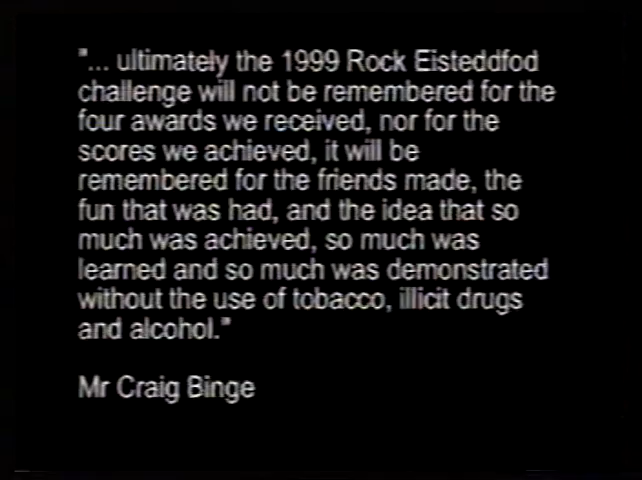 "... ultimately the 1999 Rock Eisteddfod
challenge will not be remembered for the
four awards we received, nor for the
scores we achieved, it will be
remembered for the friends made, the
fun that was had, and the idea that so
much was achieved, so much was
learned and so much was demonstrated
without the use of tobacco, illicit drugs
and alcohol."
Mr Craig Binge